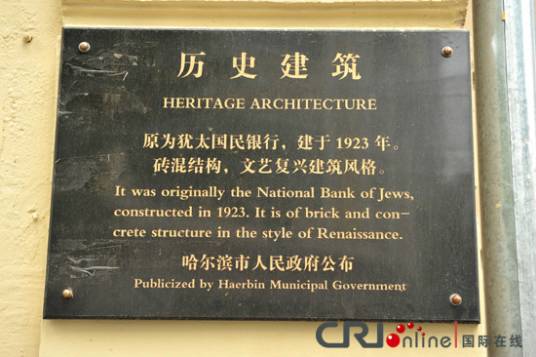 历史建筑
HERITAGE ARCHITECTURE
原为犹太国民银行，建于1923年。
砖混结构，文艺复兴建筑风格。
It was originally the National Bank of Jews,
constructed in 1923. It is of brick and con-
crete structure in the style of Renaissance.
哈尔滨市人民政府公布
Publicized by Haerbin Municipal Government
CRI online 国际在线